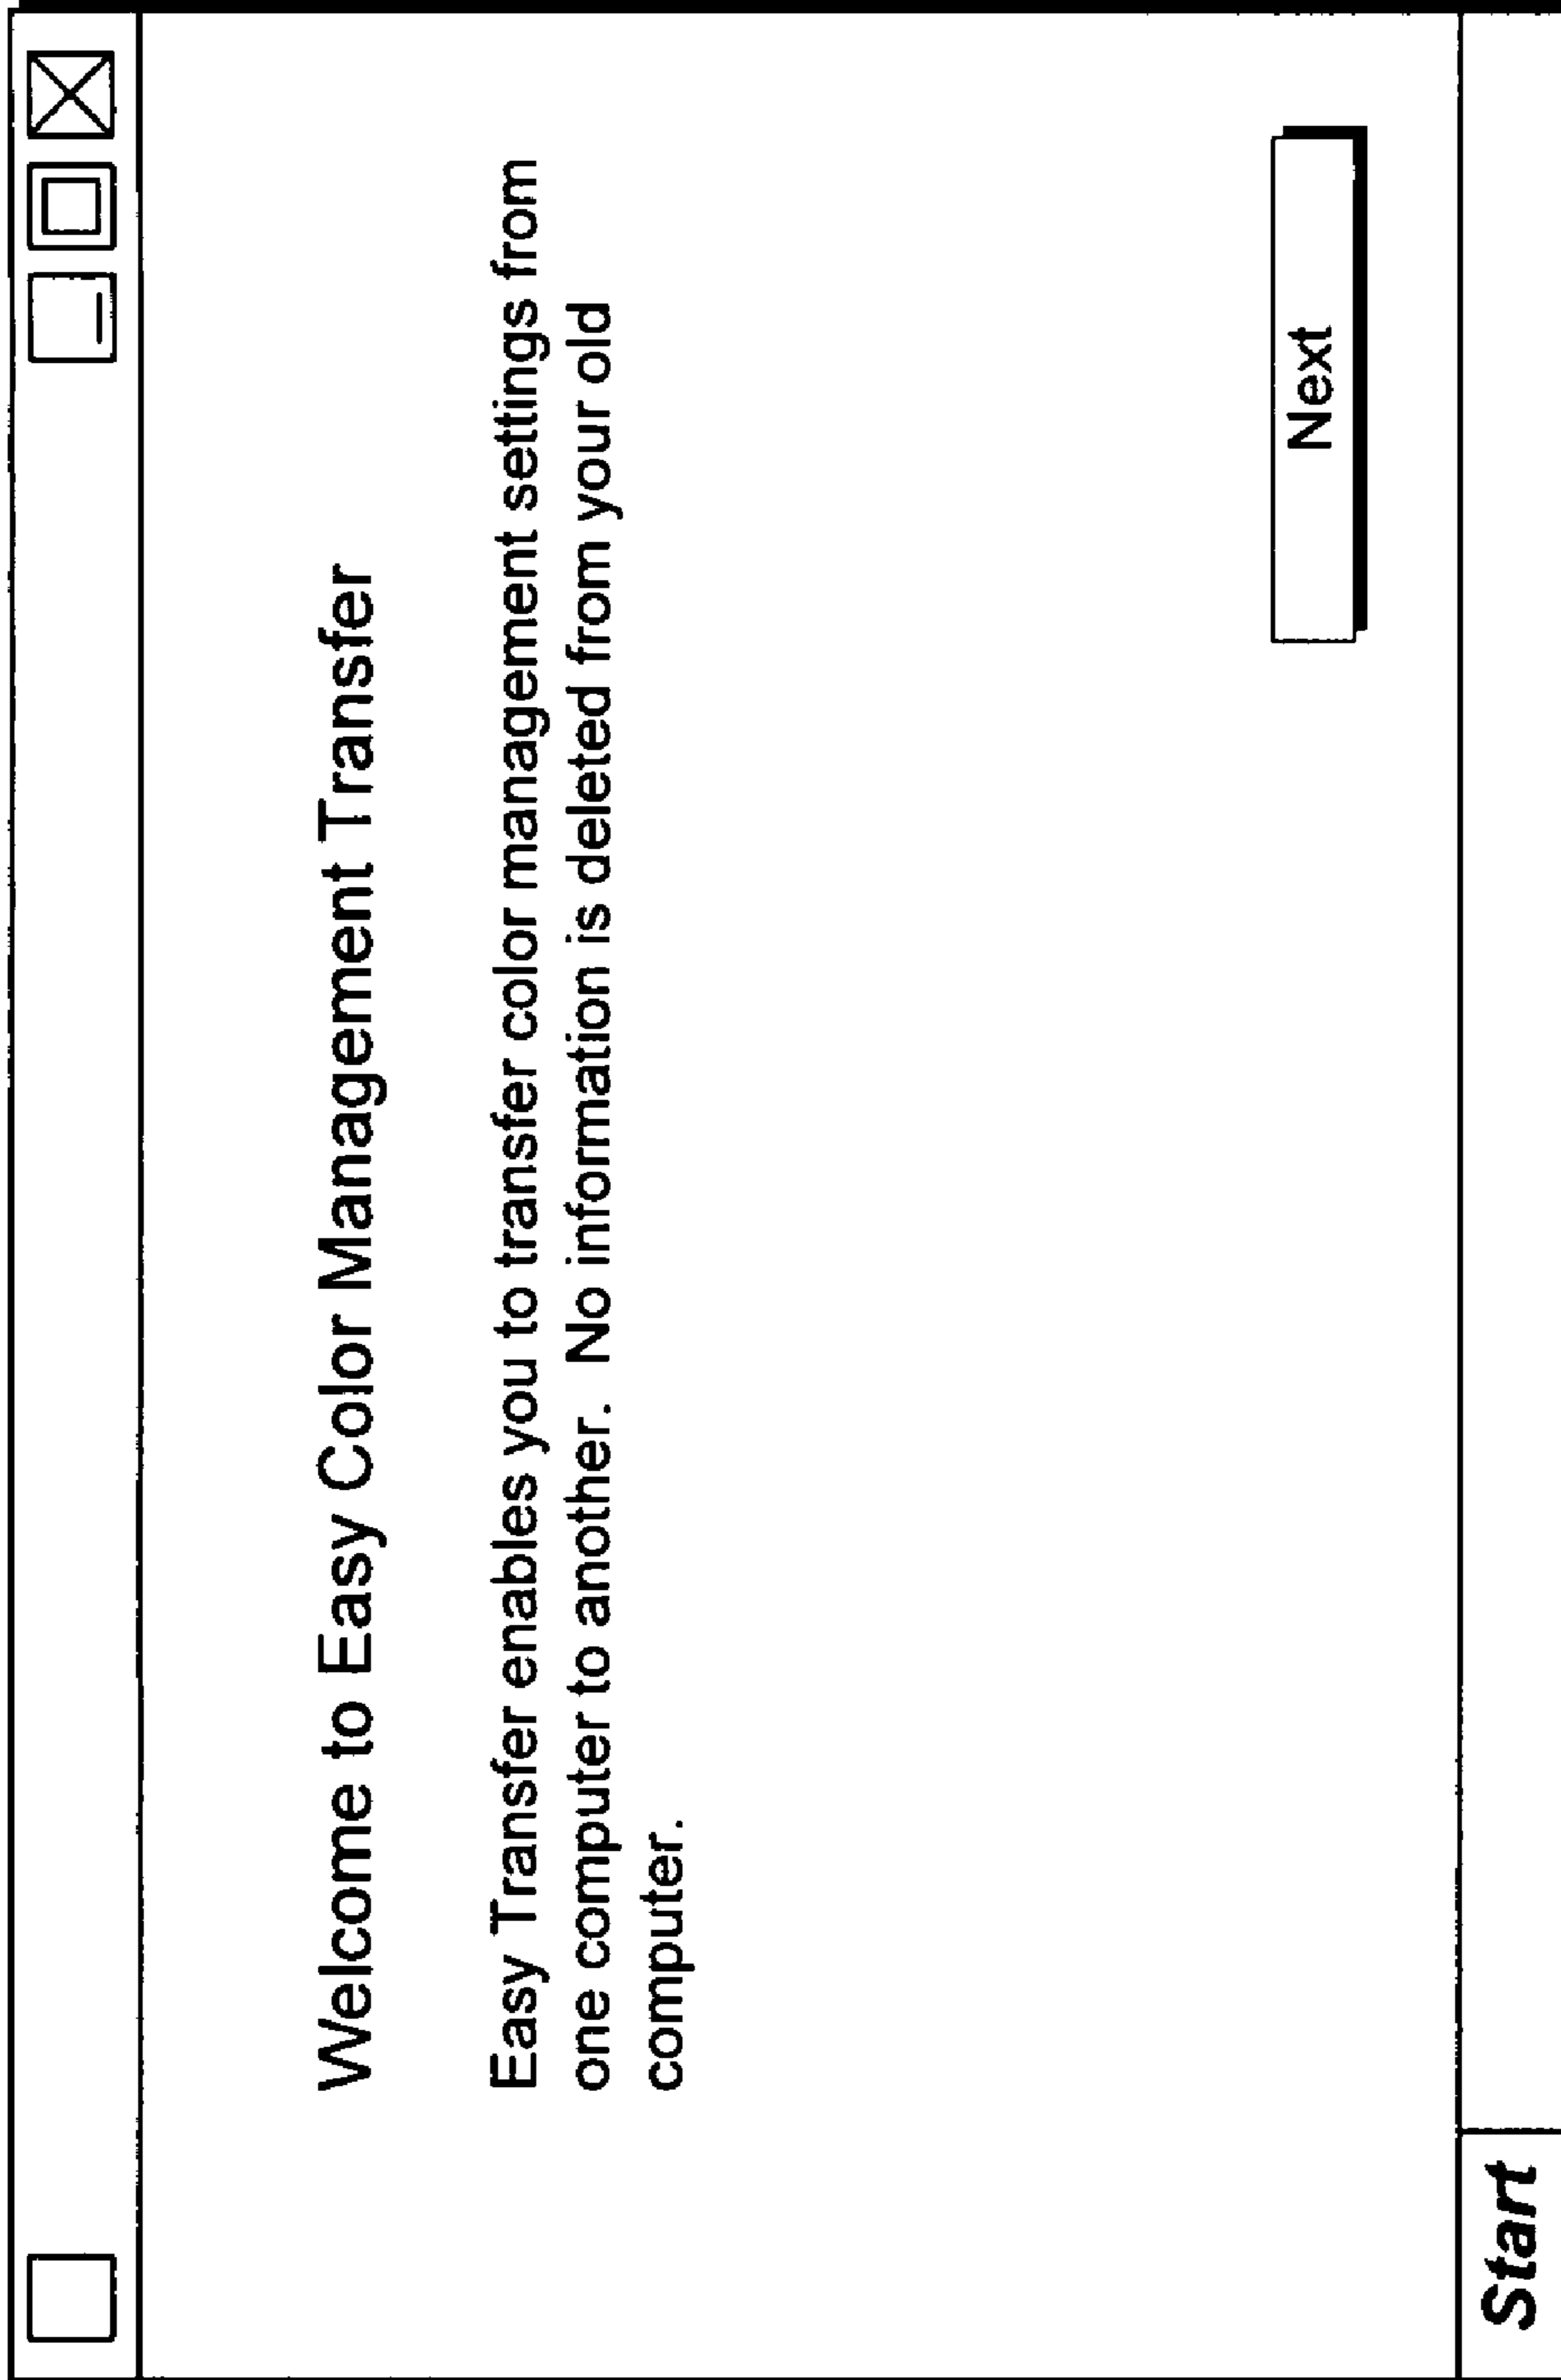 Welcome to Easy Color Management Transfer
Easy Transfer enables you to transfer color management settings from
one computer to another.  No information is deleted from your old
computer.
Next
Start